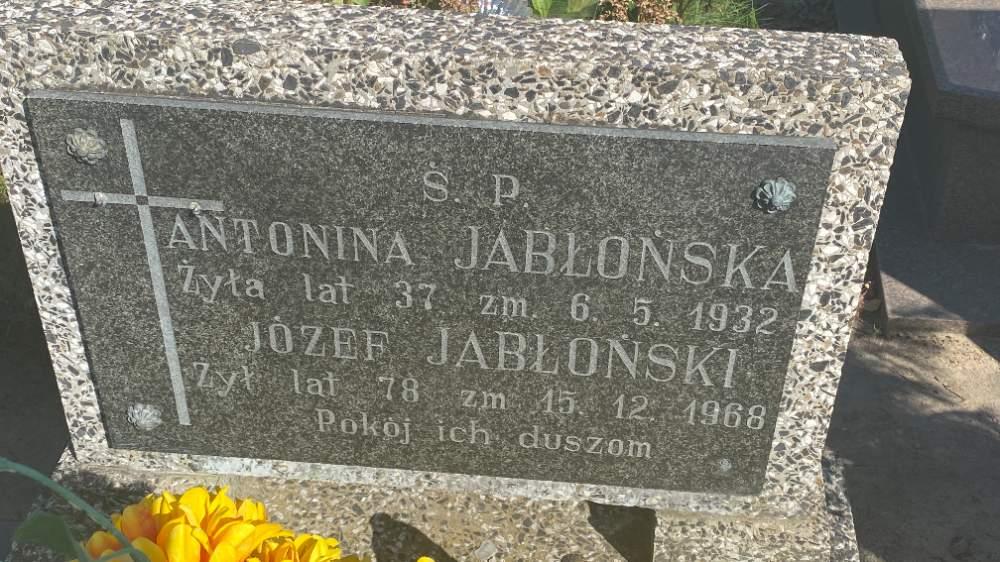 Ś. P.
ANTONINA JABŁOŃSKA
Żyła lat 37 zm. 6. 5. 1932
JÓZEF JABŁOŃSKI
Żył lat 78 zm 15. 12. 1968
Pokój ich duszom